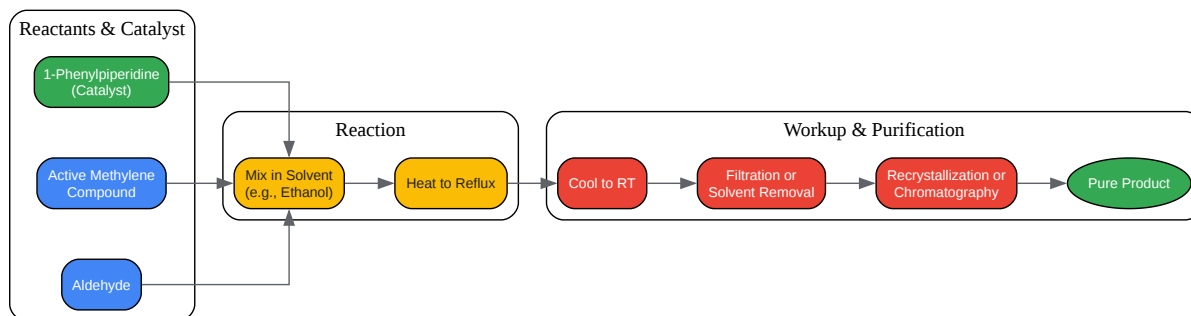 Reactants & Catalyst
1-Phenylpiperidine
(Catalyst)
Active Methylene
Compound
Aldehyde
Reaction
Mix in Solvent
(e.g., Ethanol)
Heat to Reflux
Workup & Purification
Cool to RT
Filtration or
Solvent Removal
Recrystallization or
Chromatography
Pure Product